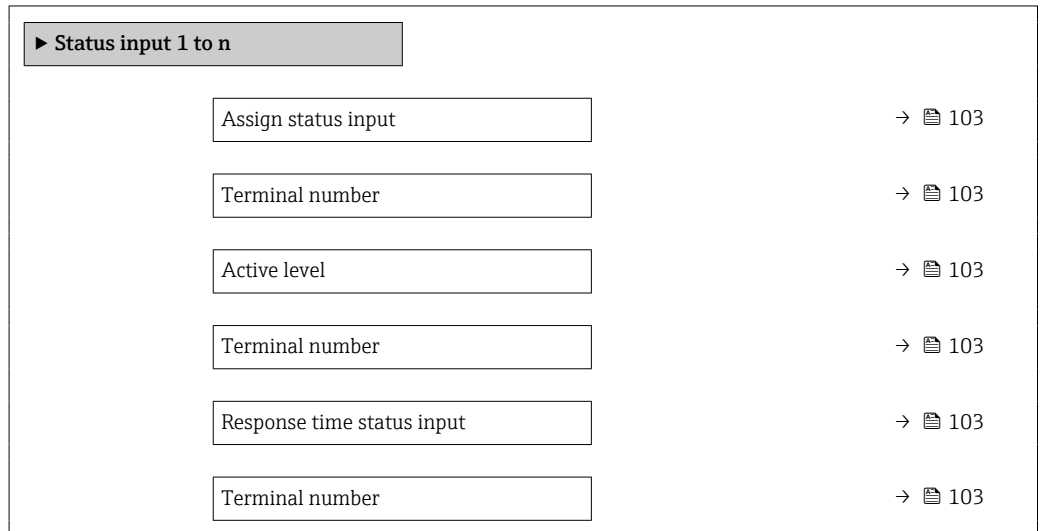 ▶ Status input 1 to n
Assign status input → 103
Terminal number → 103
Active level → 103
Terminal number → 103
Response time status input → 103
Terminal number → 103